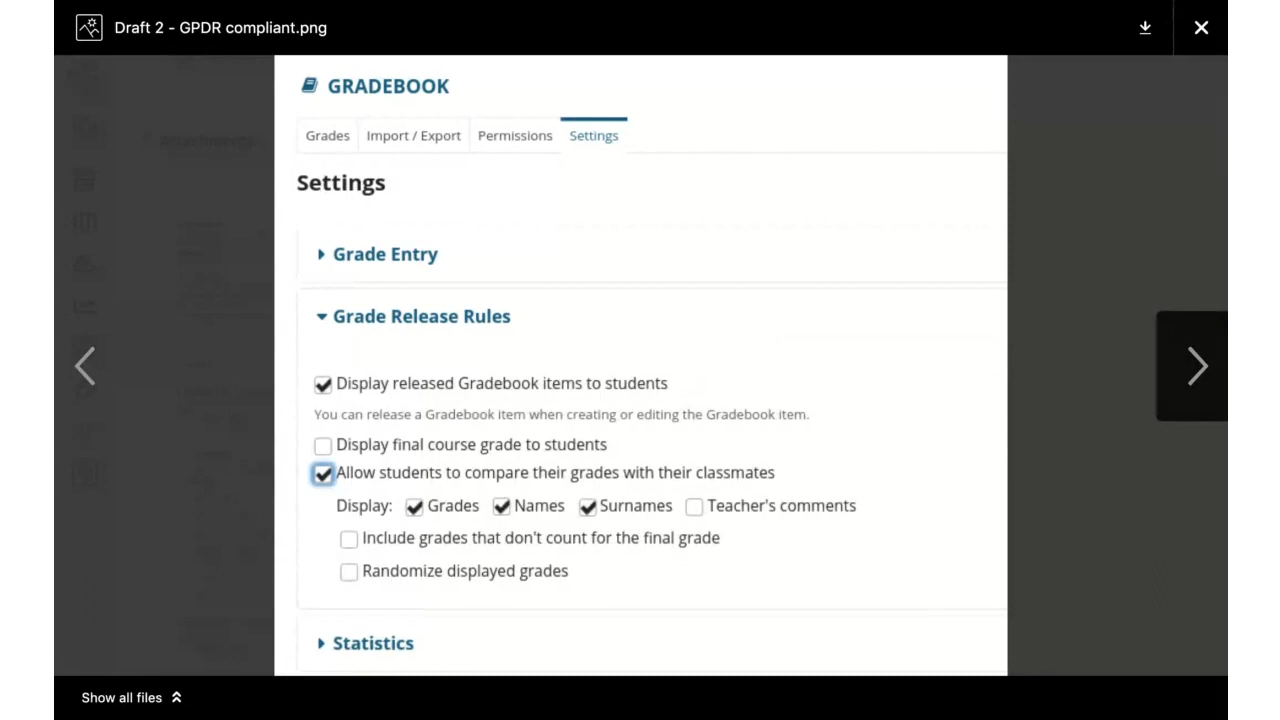 Draft 2 - GPDR compliant.png
GRADEBOOK
Grades Import / Export Permissions Settings
Settings
Grade Entry
Grade Release Rules
Display released Gradebook items to students
You can release a Gradebook item when creating or editing the Gradebook item.
Display final course grade to students
Allow students to compare their grades with their classmates
Display: Grades Names Surnames Teacher's comments
Include grades that don't count for the final grade
Randomize displayed grades
Statistics
Show all files